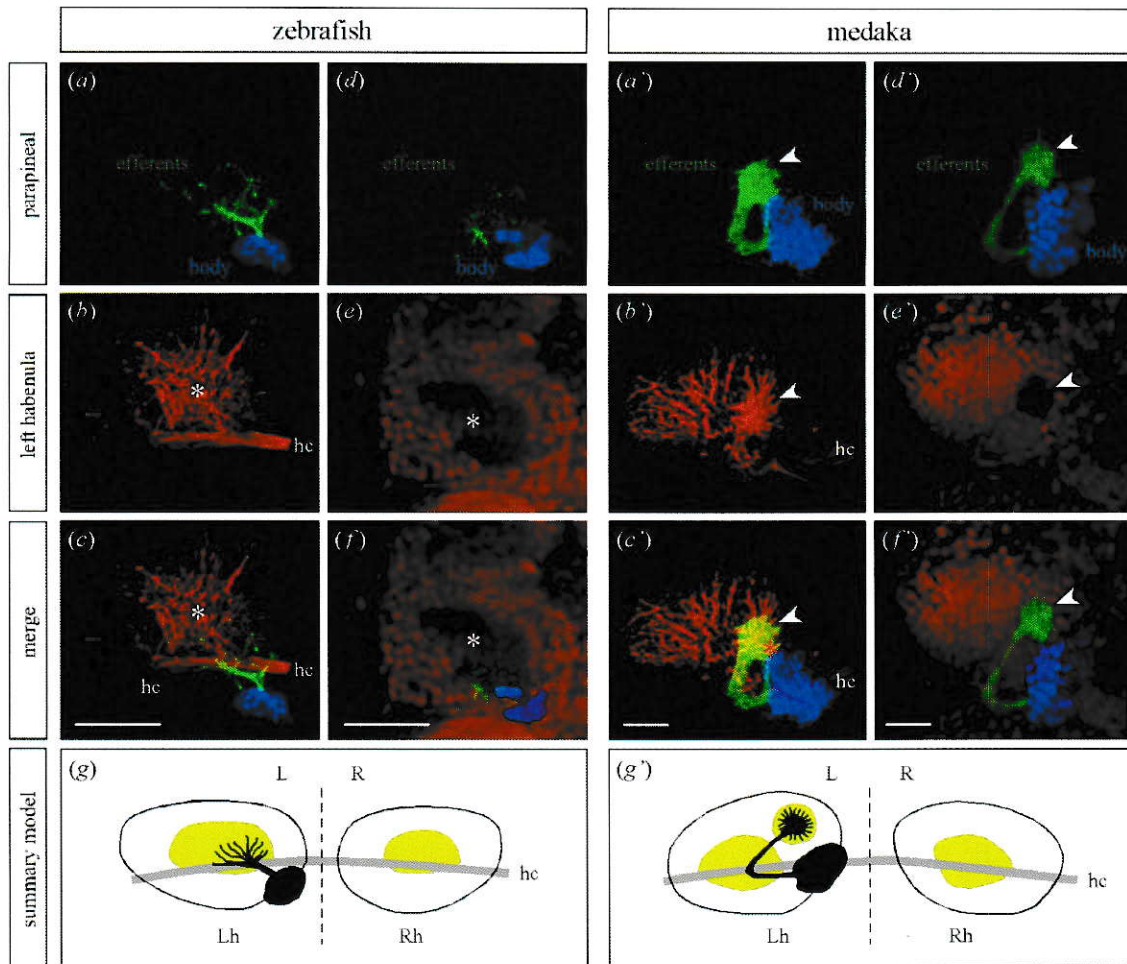 zebrafish
medaka
parapineal
(a)
efferents
body
(d)
efferents
body
(a')
efferents
body
(d')
efferents
body
left habenula
(b)
*
hc
(e)
*
(b')
hc
(e')
merge
(c)
*
hc
hc
(f)
*
(c')
*
hc
(f')
summary model
(g)
L
R
hc
Lh
Rh
(g')
L
R
hc
Lh
Rh